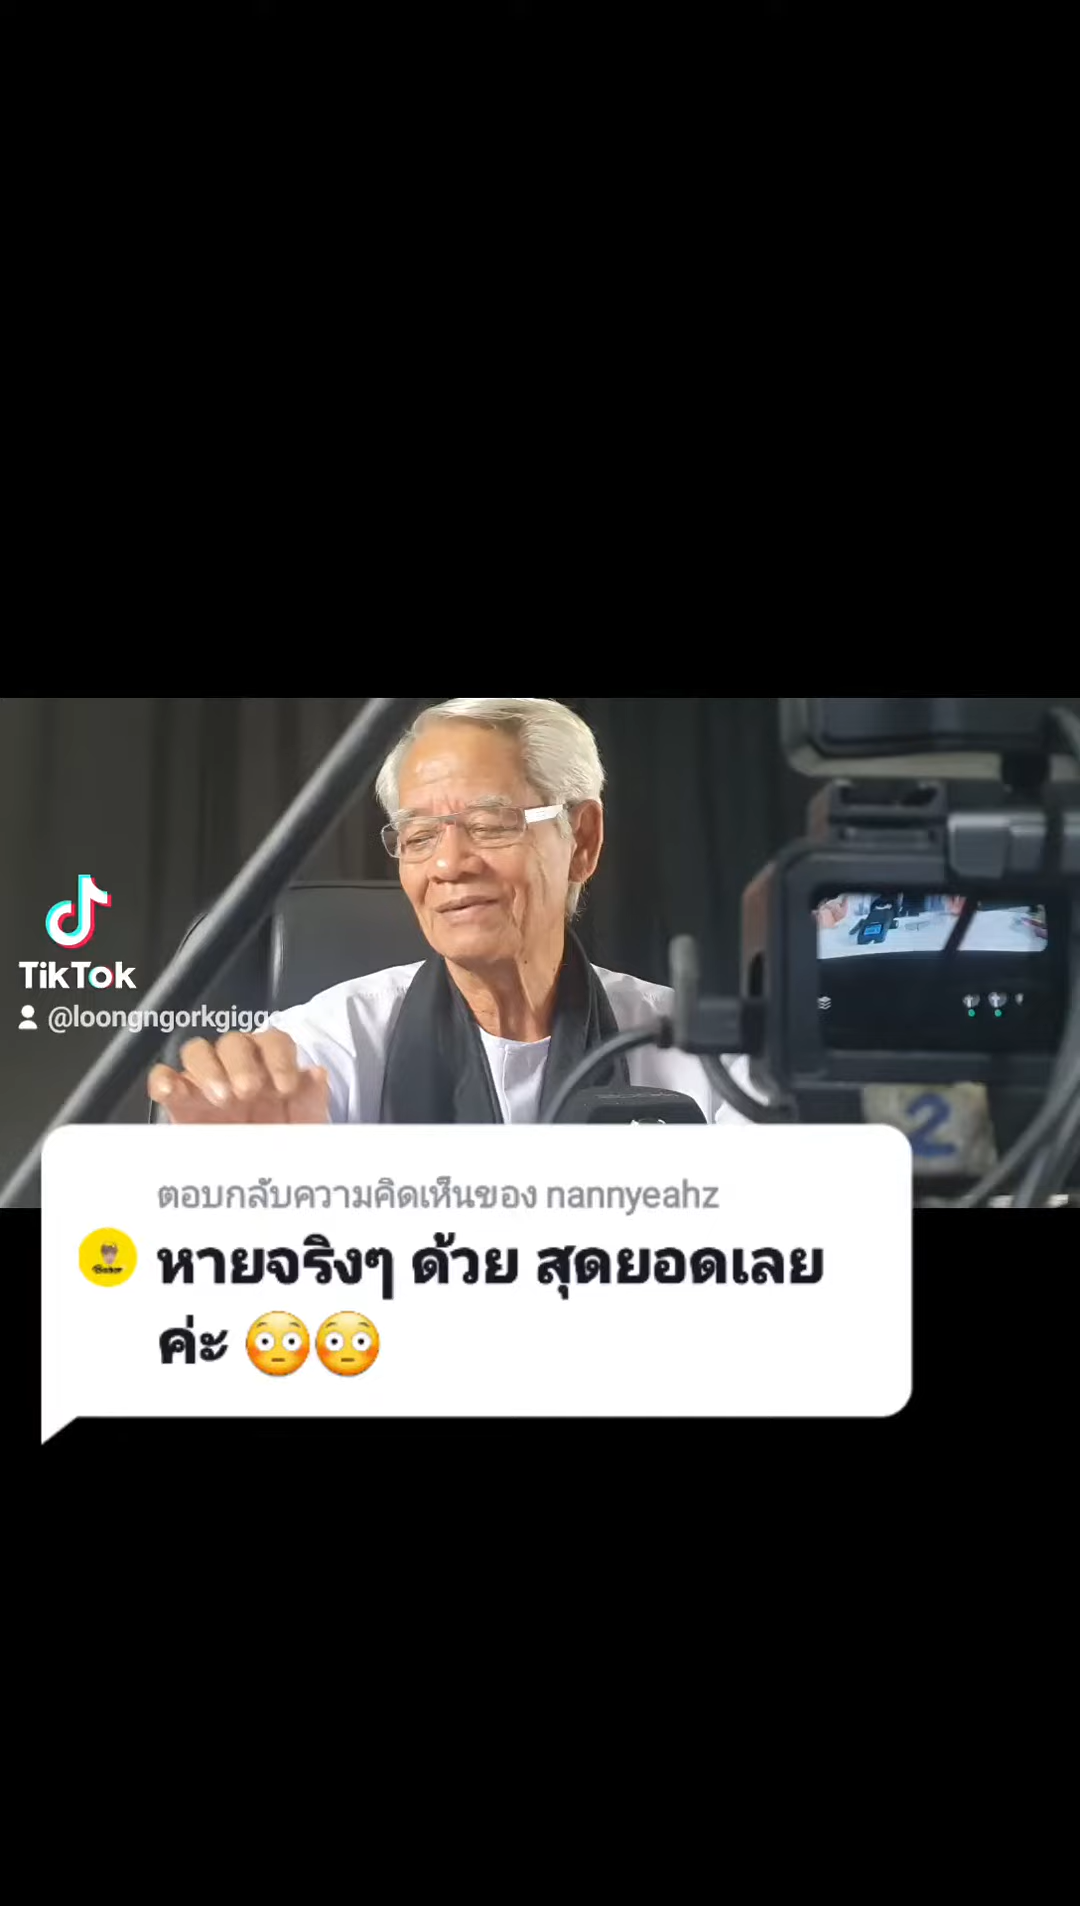 TikTok
ตอบกลับความคิดเห็นของ nannyeahz
หายจริงๆ ด้วย สุดยอดเลย
ค่ะ 😳😳
2